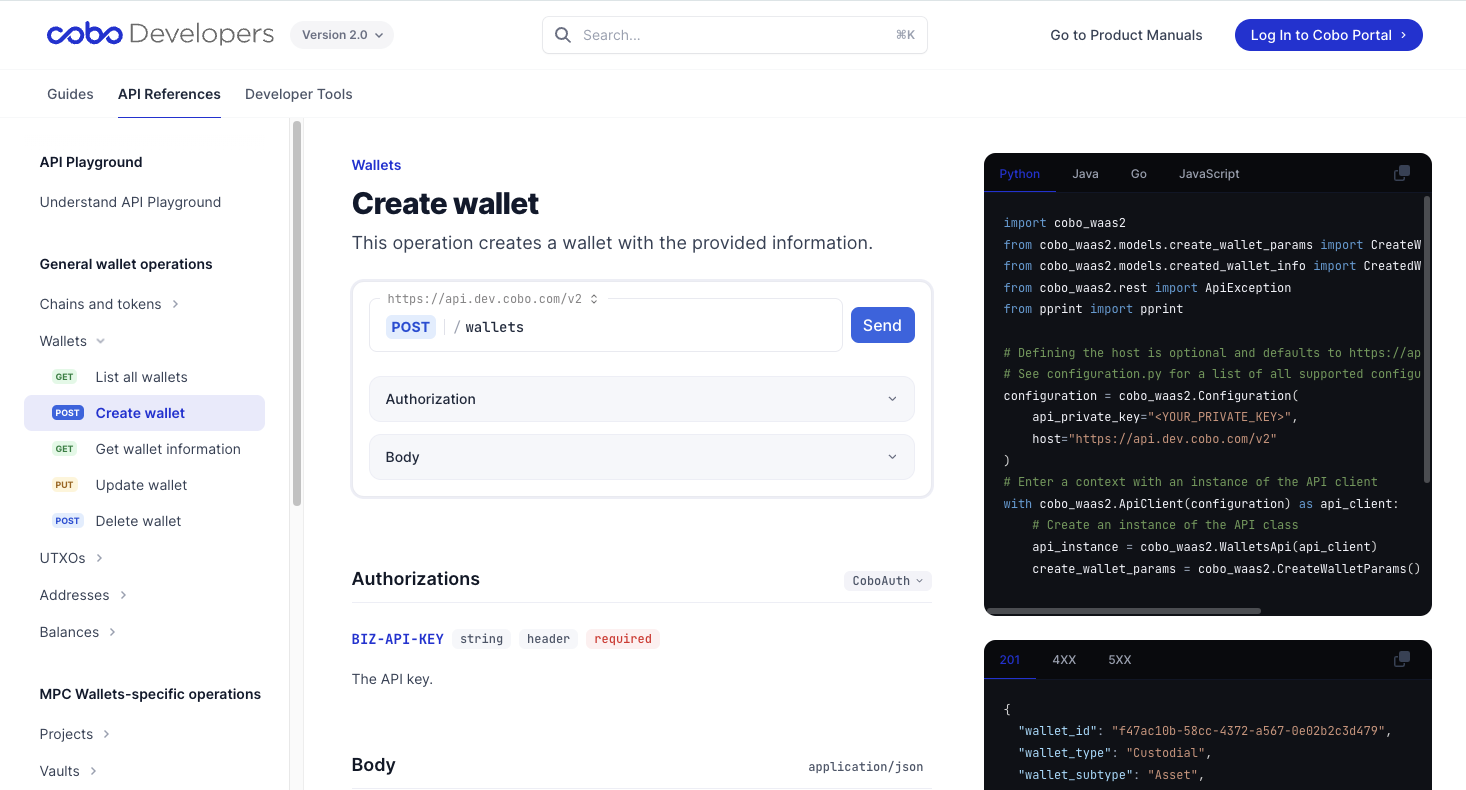 cobo Developers
Version 2.0
Search...
⌘K
Go to Product Manuals
Log In to Cobo Portal
Guides
API References
Developer Tools
API Playground
Understand API Playground
General wallet operations
Chains and tokens
Wallets
GET List all wallets
POST Create wallet
GET Get wallet information
PUT Update wallet
POST Delete wallet
UTXOs
Addresses
Balances
MPC Wallets-specific operations
Projects
Vaults
Wallets
Create wallet
This operation creates a wallet with the provided information.
https://api.dev.cobo.com/v2
POST / wallets
Send
Authorization
Body
Authorizations
CoboAuth
BIZ-API-KEY string header required
The API key.
Body
application/json
Python Java Go JavaScript
import cobo_waas2
from cobo_waas2.models.create_wallet_params import CreateW
from cobo_waas2.models.created_wallet_info import CreatedW
from cobo_waas2.rest import ApiException
from pprint import pprint
# Defining the host is optional and defaults to https://ap
# See configuration.py for a list of all supported configu
configuration = cobo_waas2.Configuration(
    api_private_key="<YOUR_PRIVATE_KEY>",
    host="https://api.dev.cobo.com/v2"
)
# Enter a context with an instance of the API client
with cobo_waas2.ApiClient(configuration) as api_client:
    # Create an instance of the API class
    api_instance = cobo_waas2.WalletsApi(api_client)
    create_wallet_params = cobo_waas2.CreateWalletParams()
201 4XX 5XX
{
  "wallet_id": "f47ac10b-58cc-4372-a567-0e02b2c3d479",
  "wallet_type": "Custodial",
  "wallet_subtype": "Asset",